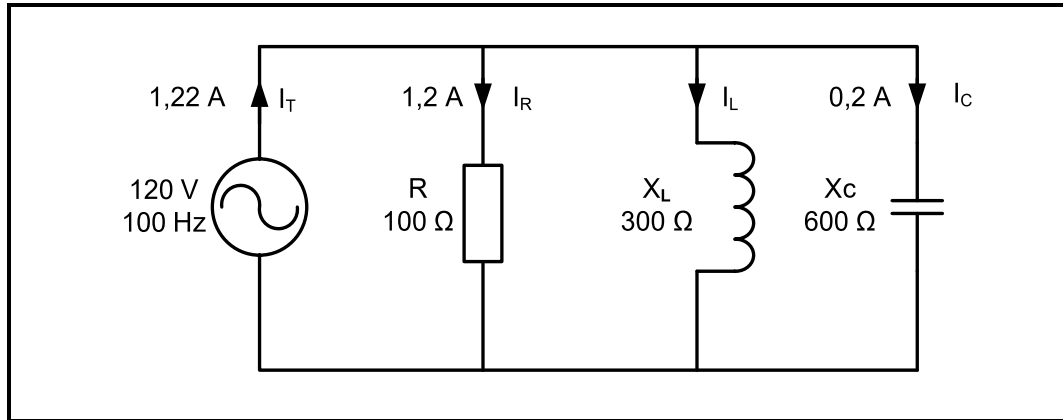 1,22 A
I_T
1,2 A
I_R
I_L
0,2 A
I_C
120 V
100 Hz
R
100 Ω
X_L
300 Ω
Xc
600 Ω